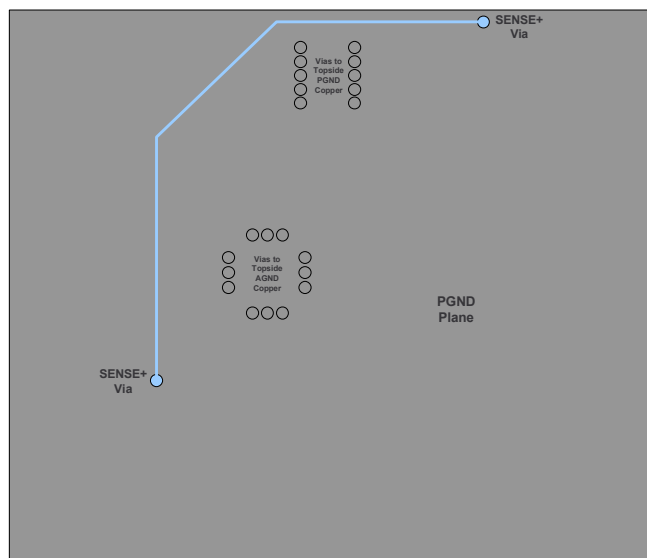 SENSE+
Via
Vias to
Topside
PGND
Copper
Vias to
Topside
AGND
Copper
PGND
Plane
SENSE+
Via